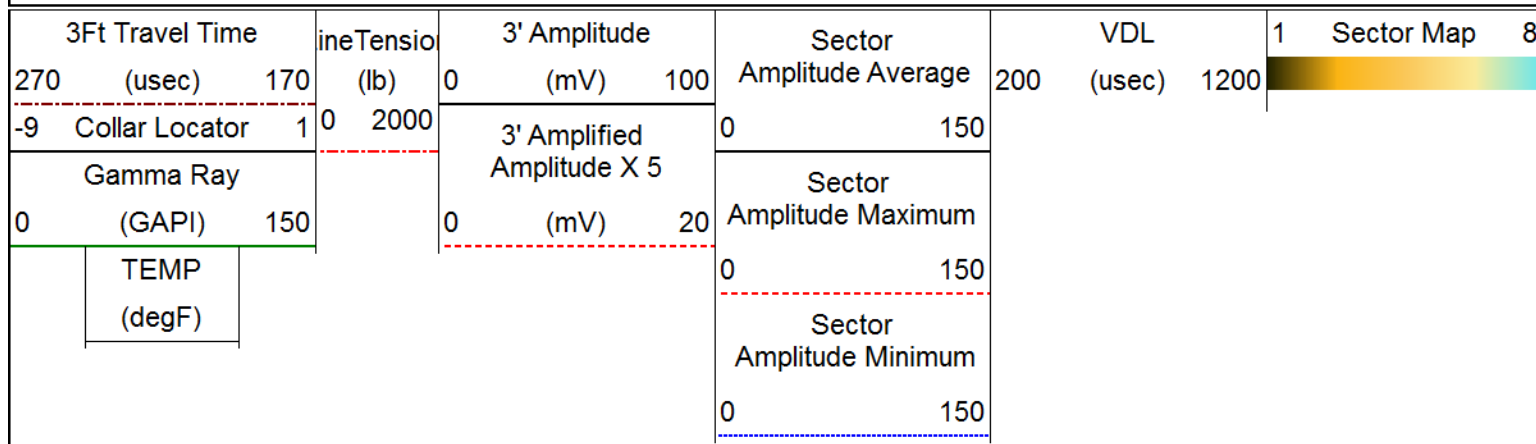 3Ft Travel Time
270 (usec) 170
-9 Collar Locator 1
Gamma Ray
0 (GAPI) 150
TEMP
(degF)
ineTension
(lb)
0 2000
3' Amplitude
0 (mV) 100
3' Amplified
Amplitude X 5
0 (mV) 20
Sector
Amplitude Average
0 150
Sector
Amplitude Maximum
0 150
Sector
Amplitude Minimum
0 150
VDL
200 (usec) 1200
1 Sector Map 8